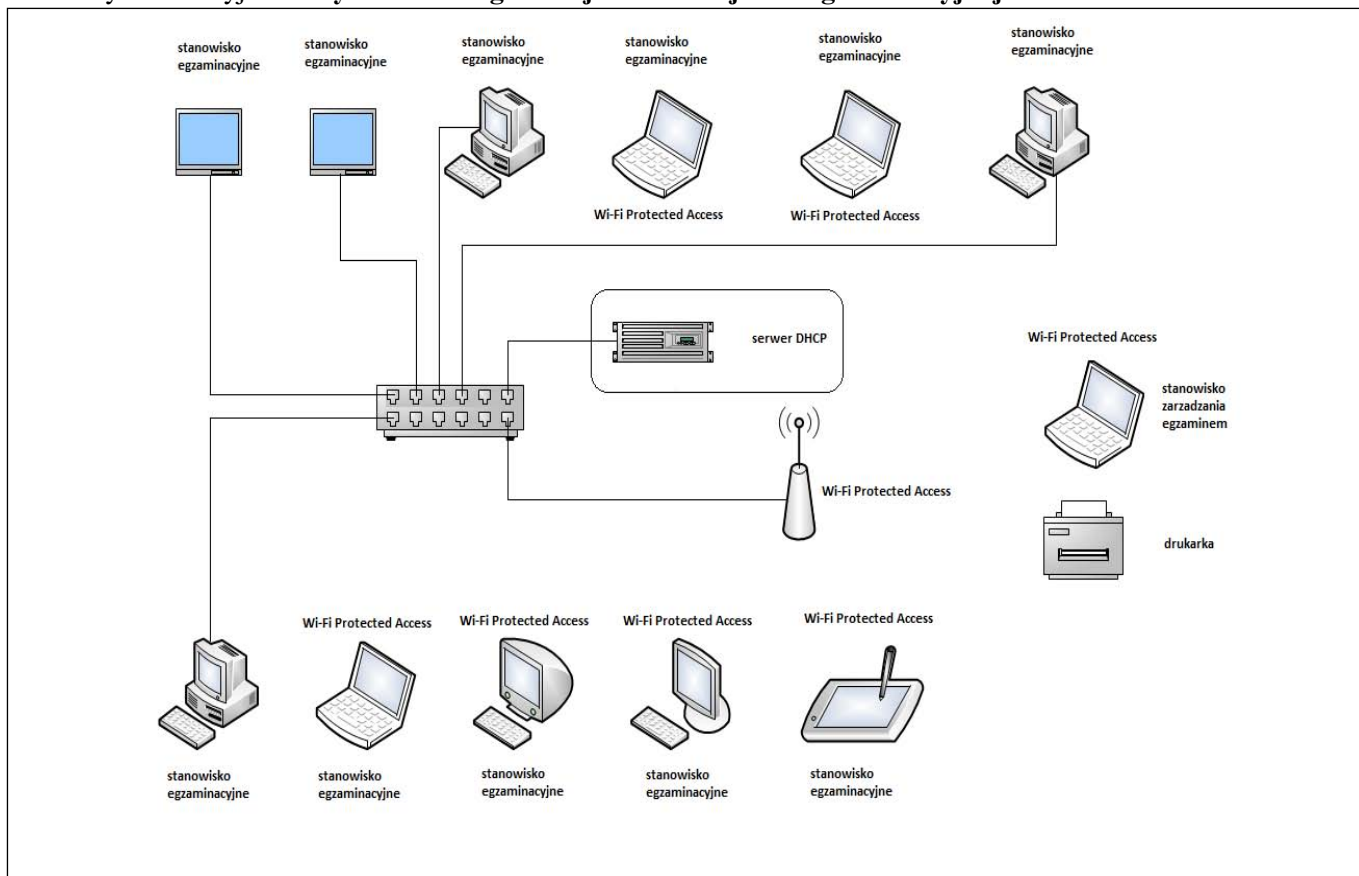 stanowisko
egzaminacyjne
stanowisko
egzaminacyjne
stanowisko
egzaminacyjne
stanowisko
egzaminacyjne
stanowisko
egzaminacyjne
stanowisko
egzaminacyjne
Wi-Fi Protected Access
Wi-Fi Protected Access
serwer DHCP
Wi-Fi Protected Access
stanowisko
zarzadzania
egzaminem
Wi-Fi Protected Access
drukarka
Wi-Fi Protected Access
Wi-Fi Protected Access
Wi-Fi Protected Access
Wi-Fi Protected Access
stanowisko
egzaminacyjne
stanowisko
egzaminacyjne
stanowisko
egzaminacyjne
stanowisko
egzaminacyjne
stanowisko
egzaminacyjne